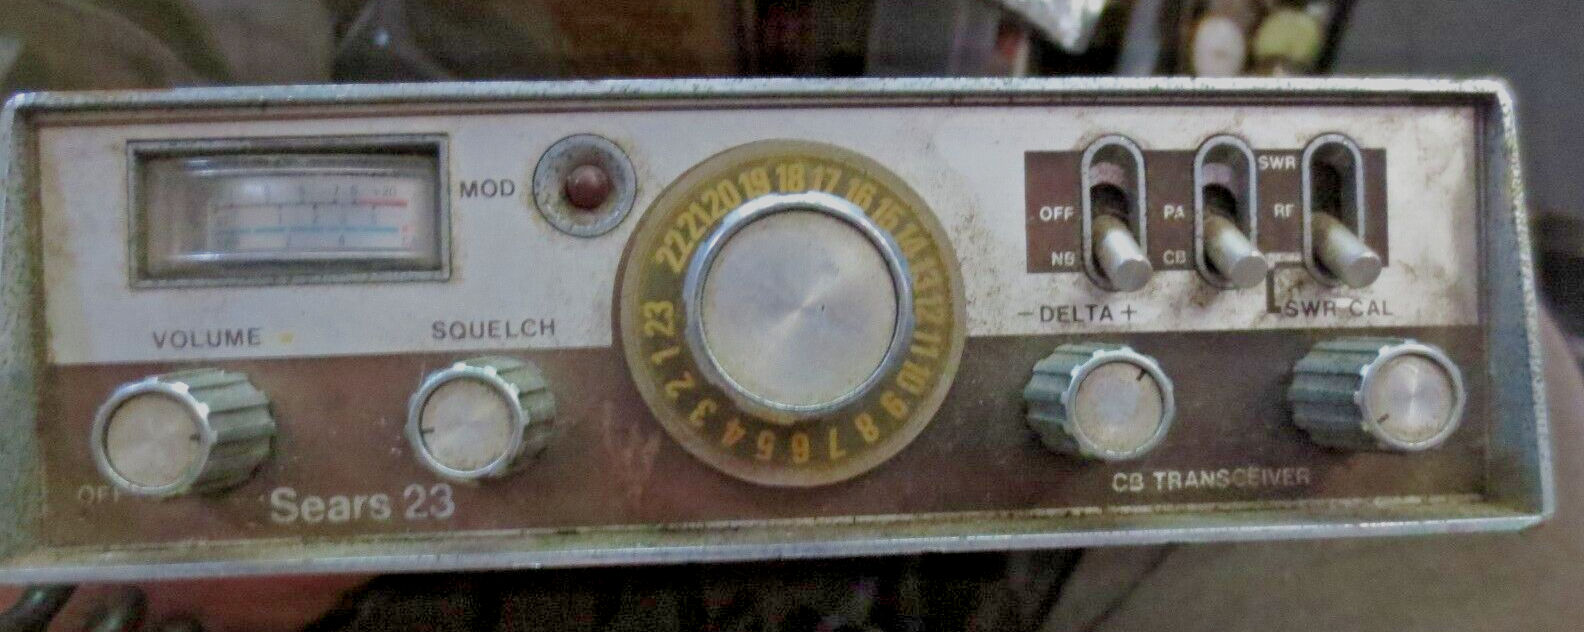 MOD
VOLUME
SQUELCH
22 21 20 19 18 17 16 15 14 13 12 11 10 9 8 7 6 5 4 3 2 1 23
SWR
OFF PA RF
NB CB
- DELTA + SWR CAL
OFF
Sears 23
CB TRANSCEIVER